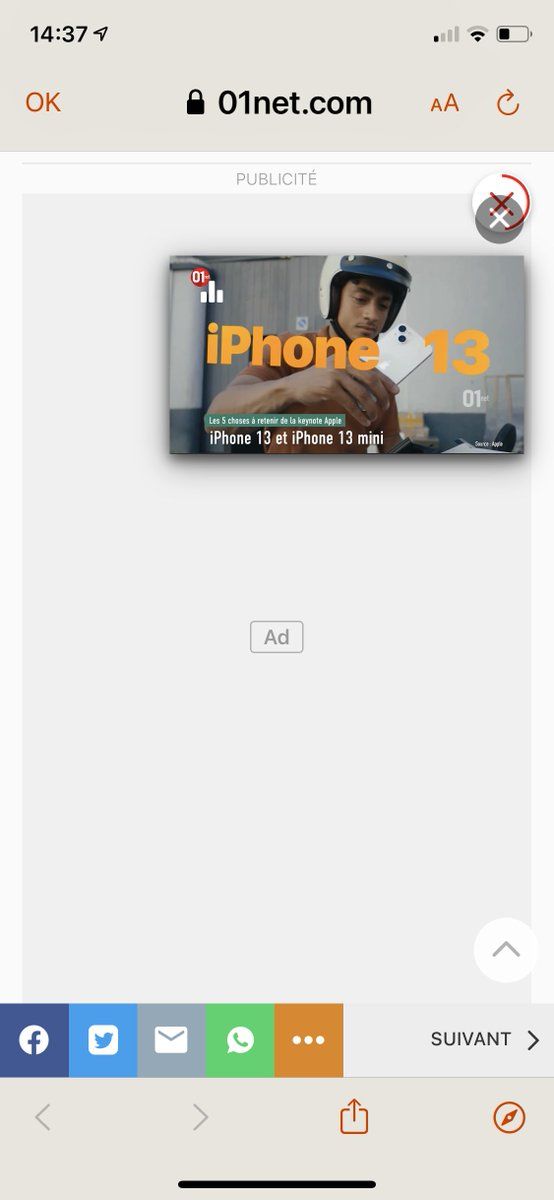 14:37
OK
01net.com
AA
PUBLICITÉ
01net
iPhone 13
01net
Les 5 choses à retenir de la keynote Apple
iPhone 13 et iPhone 13 mini
Source : Apple
Ad
SUIVANT